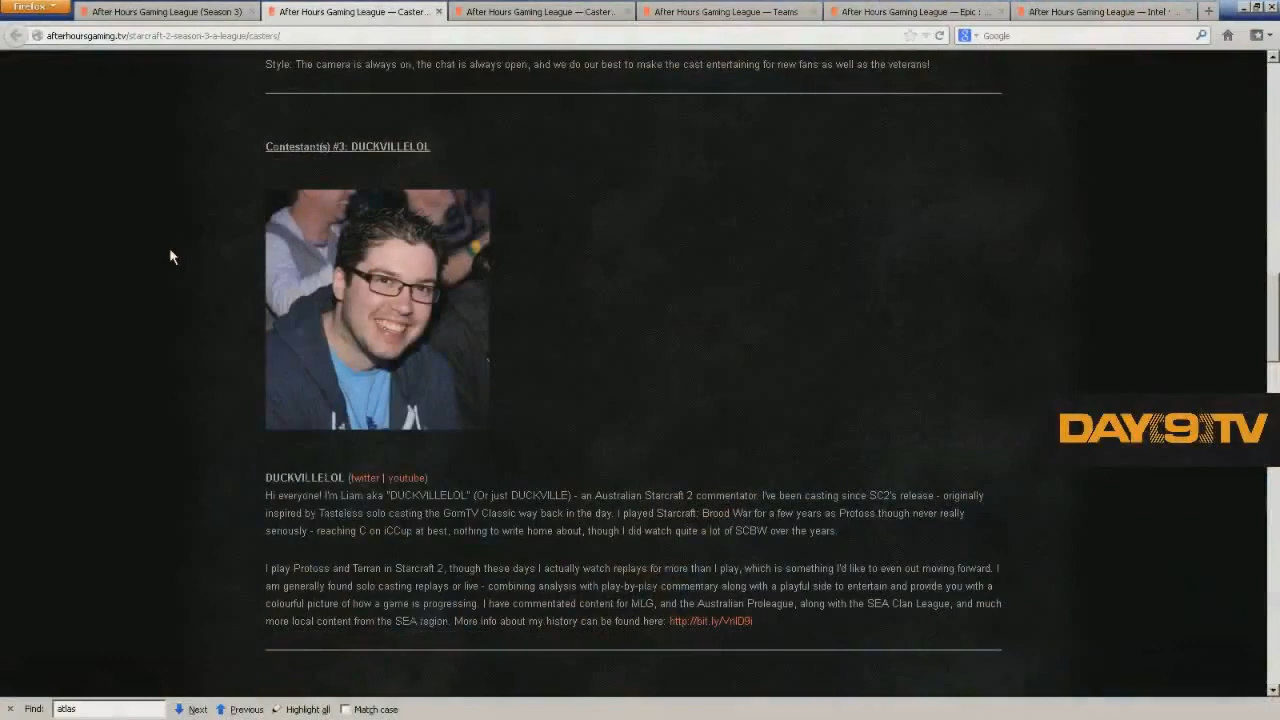 Firefox
After Hours Gaming League (Season 3)
After Hours Gaming League — Caster...
After Hours Gaming League — Caster...
After Hours Gaming League — Teams
After Hours Gaming League — Epic
After Hours Gaming League — Intel
afterhoursgaming.tv/starcraft-2-season-3-a-league/casters/
Google
Style: The camera is always on, the chat is always open, and we do our best to make the cast entertaining for new fans as well as the veterans!
Contestant(s) #3: DUCKVILLELOL
DAY[9]TV
DUCKVILLELOL (twitter | youtube)
Hi everyone! I'm Liam aka "DUCKVILLELOL" (Or just DUCKVILLE) - an Australian Starcraft 2 commentator. I've been casting since SC2's release - originally
inspired by Tasteless solo casting the GomTV Classic way back in the day. I played Starcraft: Brood War for a few years as Protoss though never really
seriously - reaching C on iCCup at best, nothing to write home about, though I did watch quite a lot of SCBW over the years.
I play Protoss and Terran in Starcraft 2, though these days I actually watch replays for more than I play, which is something I'd like to even out moving forward. I
am generally found solo casting replays or live - combining analysis with play-by-play commentary along with a playful side to entertain and provide you with a
colourful picture of how a game is progressing. I have commentated content for MLG, and the Australian Proleague, along with the SEA Clan League, and much
more local content from the SEA region. More info about my history can be found here:
Find: atlas Next Previous Highlight all Match case